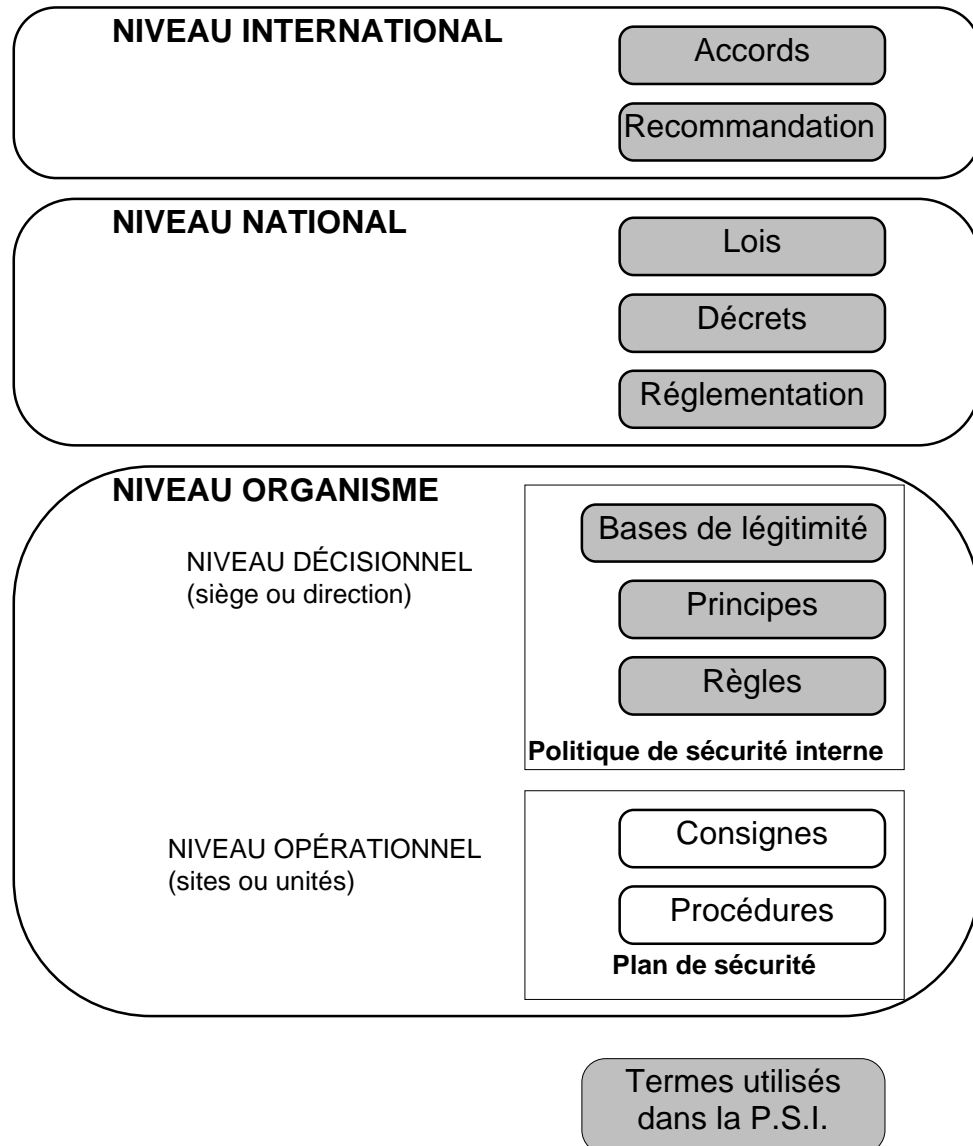 NIVEAU INTERNATIONAL
Accords
Recommandation
NIVEAU NATIONAL
Lois
Décrets
Réglementation
NIVEAU ORGANISME
Bases de légitimité
NIVEAU DÉCISIONNEL
(siège ou direction)
Principes
Règles
Politique de sécurité interne
Consignes
NIVEAU OPÉRATIONNEL
(sites ou unités)
Procédures
Plan de sécurité
Termes utilisés
dans la P.S.I.